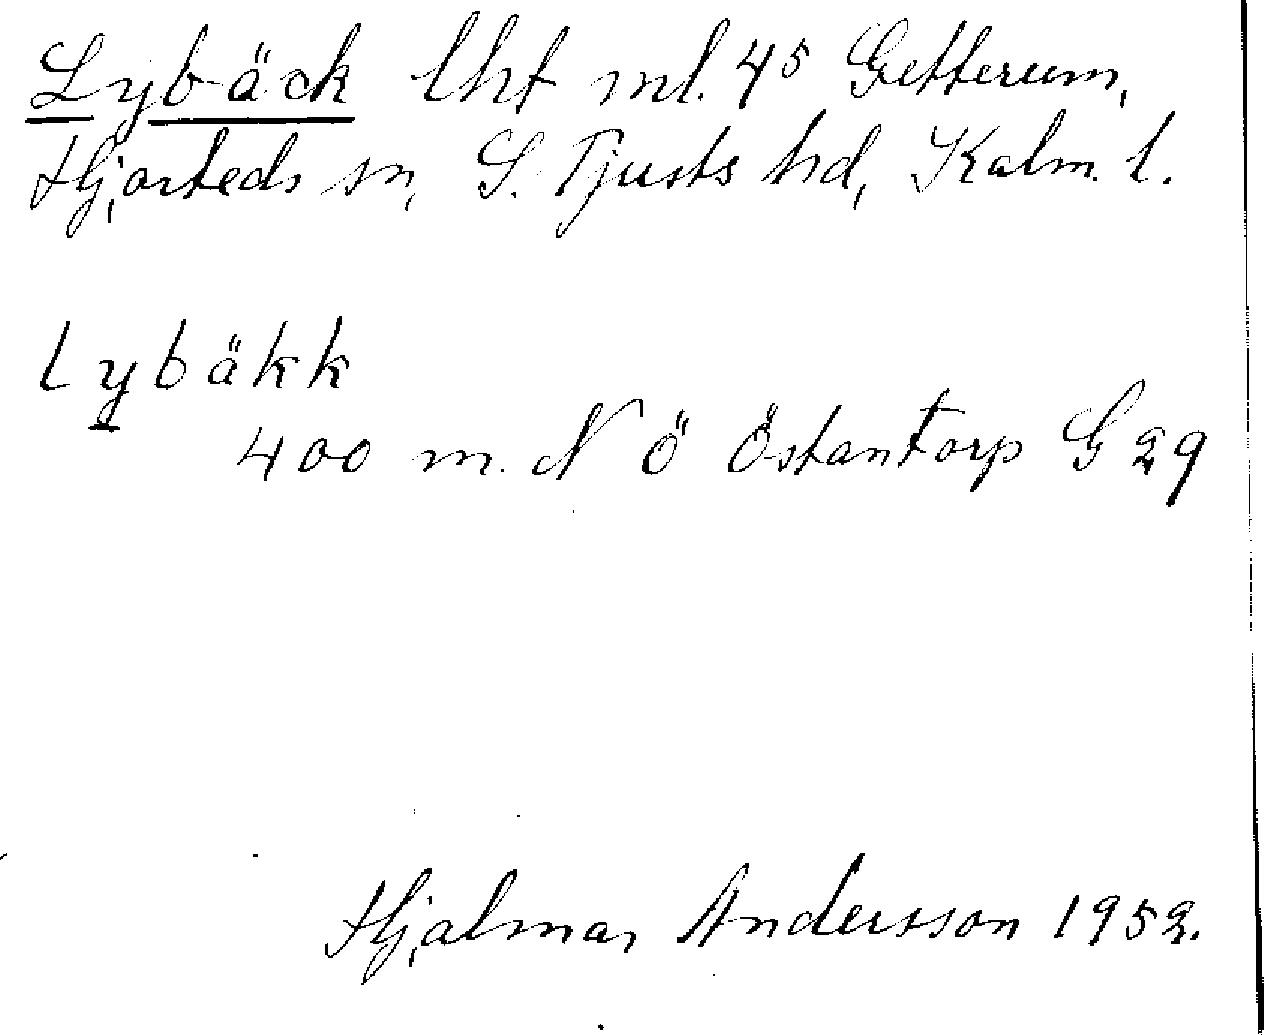 Lybäck lht ml. 45 Getterum,
Hjorteds sn, S. Tjusts hd, Kalm. l.
Lybäkk
400 m. N Ö Östantorp G 29
Hjalmar Andersson 1952.